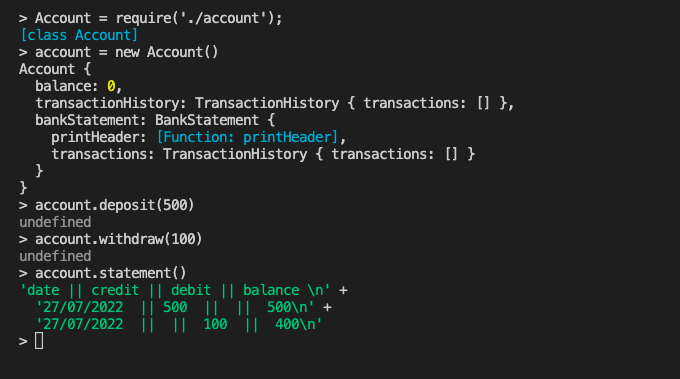 > Account = require('./account');
[class Account]
> account = new Account()
Account {
  balance: 0,
  transactionHistory: TransactionHistory { transactions: [] },
  bankStatement: BankStatement {
    printHeader: [Function: printHeader],
    transactions: TransactionHistory { transactions: [] }
  }
}
> account.deposit(500)
undefined
> account.withdraw(100)
undefined
> account.statement()
'date || credit || debit || balance \n' +
  '27/07/2022  || 500  ||  ||  500\n' +
  '27/07/2022  ||  ||  100  ||  400\n'
>